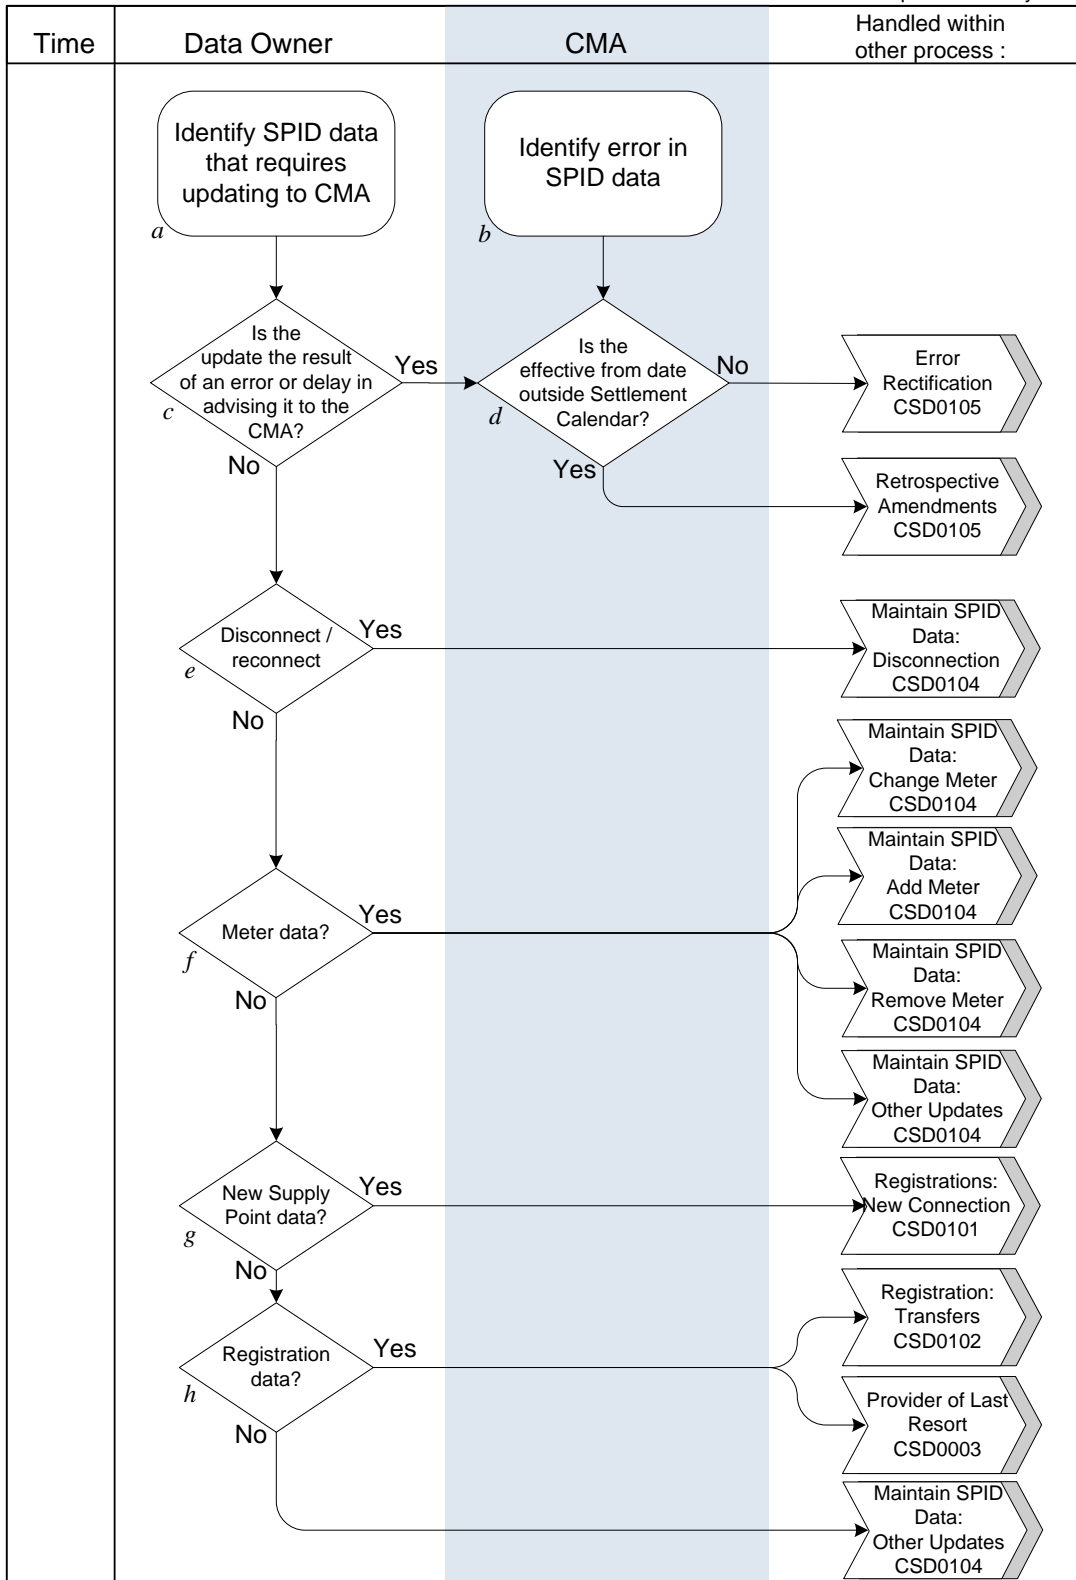 Time
Data Owner
CMA
Handled within
other process :
Identify SPID data
that requires
updating to CMA
a
Identify error in
SPID data
b
Is the
update the result
of an error or delay in
advising it to the
CMA?
c
Yes
No
Is the
effective from date
outside Settlement
Calendar?
d
No
Yes
Error
Rectification
CSD0105
Retrospective
Amendments
CSD0105
Disconnect /
reconnect
e
Yes
No
Maintain SPID
Data:
Disconnection
CSD0104
Maintain SPID
Data:
Change Meter
CSD0104
Maintain SPID
Data:
Add Meter
CSD0104
Meter data?
f
Yes
No
Maintain SPID
Data:
Remove Meter
CSD0104
Maintain SPID
Data:
Other Updates
CSD0104
New Supply
Point data?
g
Yes
No
Registrations:
New Connection
CSD0101
Registration
data?
h
Yes
No
Registration:
Transfers
CSD0102
Provider of Last
Resort
CSD0003
Maintain SPID
Data:
Other Updates
CSD0104